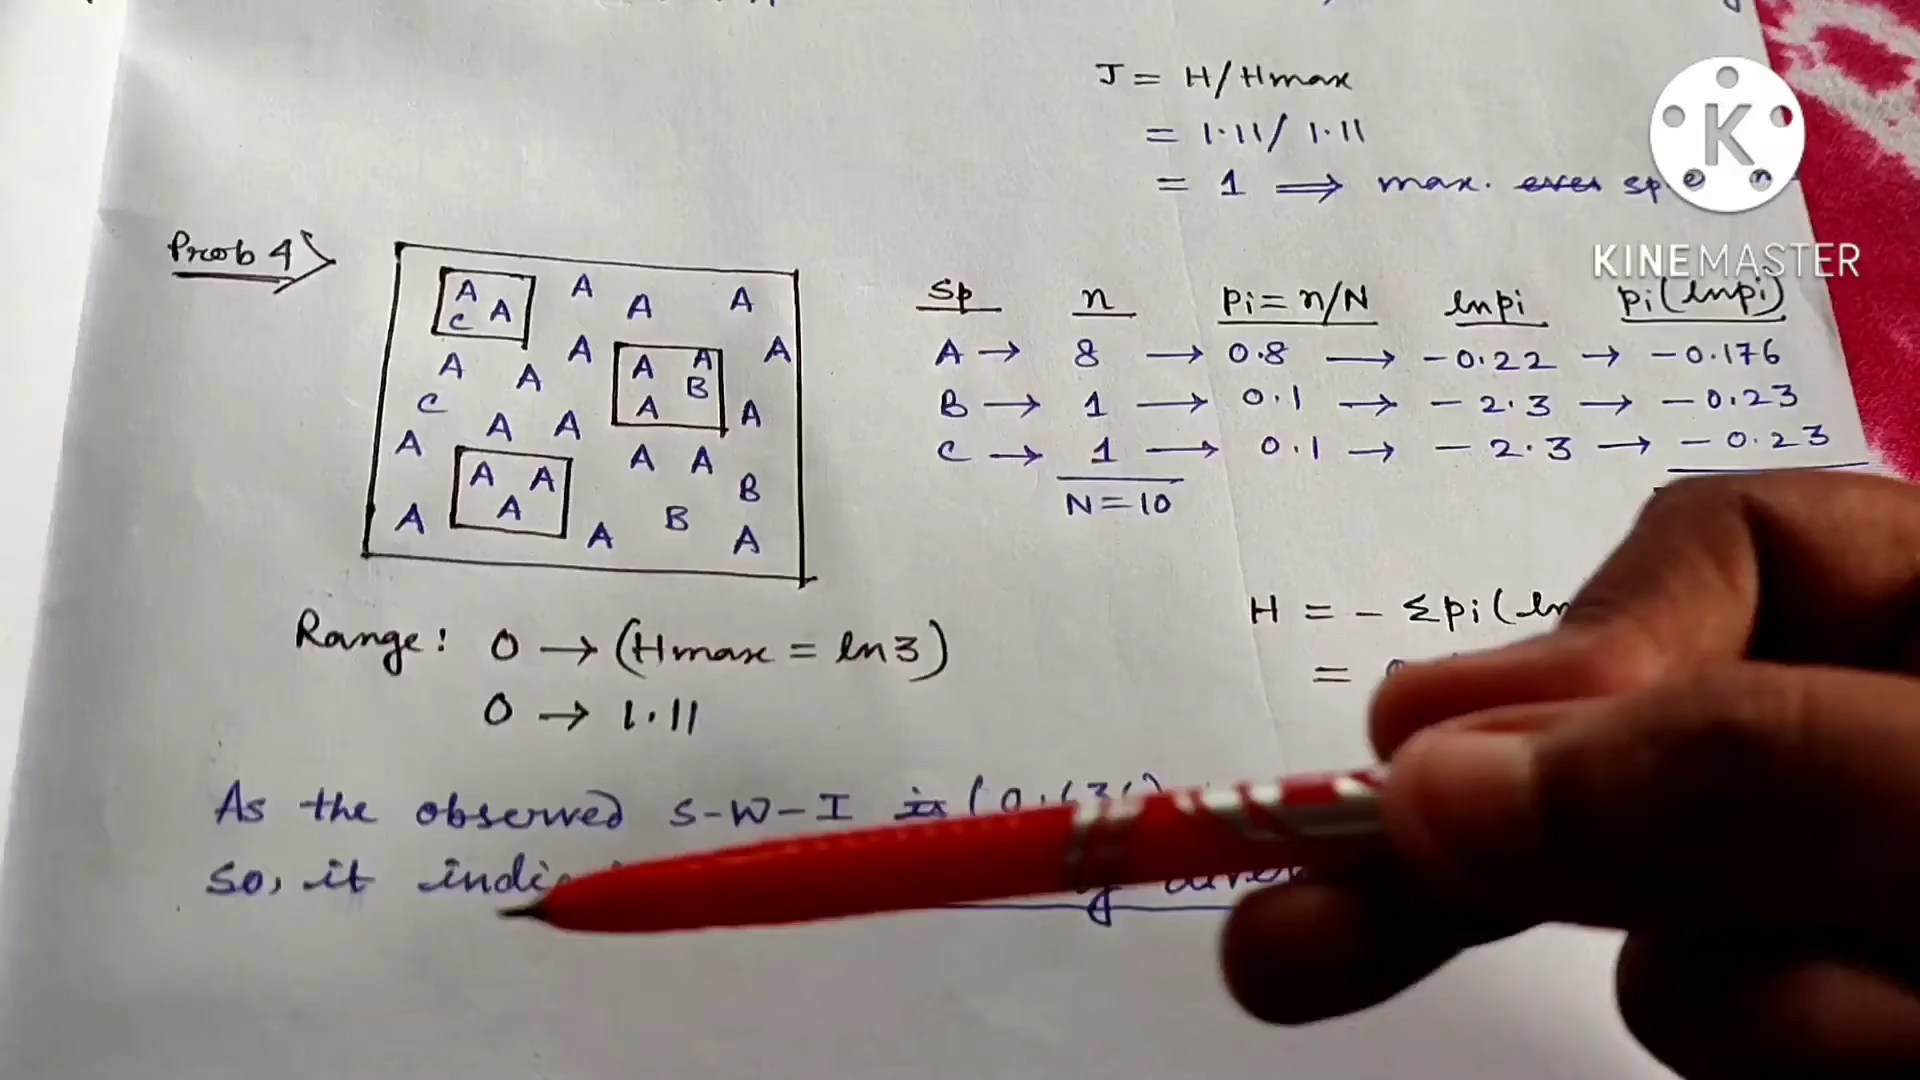 J = H/Hmax
= 1.11/ 1.11
= 1 ⟹ max.
K
e n
KINEMASTER
Prob 4
A A A A
C A A
A A A
A A A A
A B
C A A
A A A
A A A
A A B
A B
A A A
Sp n pi = n/N lnpi pi(lnpi)
A → 8 → 0.8 → -0.22 → -0.176
B → 1 → 0.1 → -2.3 → -0.23
C → 1 → 0.1 → -2.3 → -0.23
N = 10
Range: 0 → (Hmax = ln3)
0 → 1.11
H = - Σpi(ln
=
As the observed S-W-I is
So, it